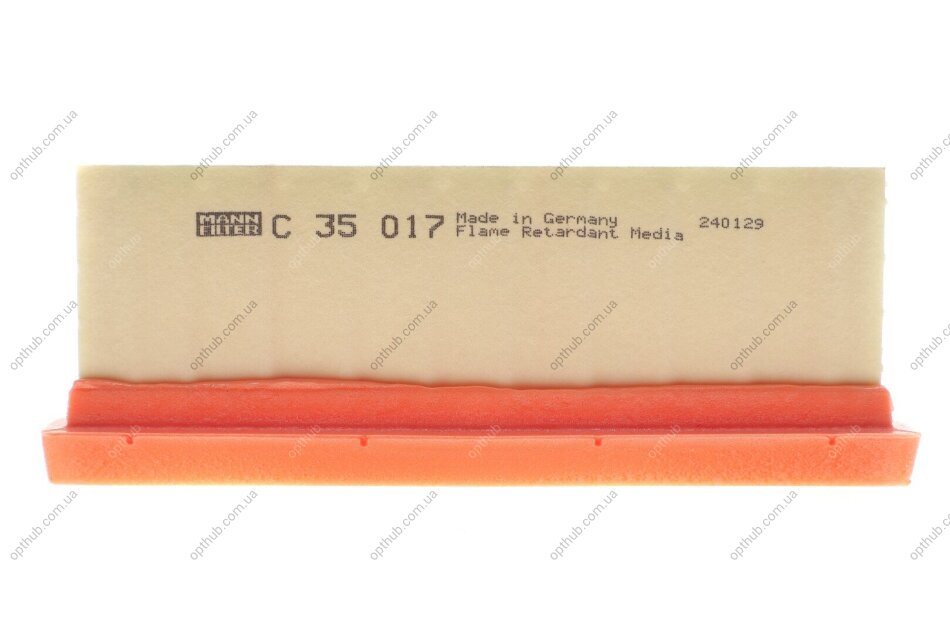 MANN FILTER C 35 017 Made in Germany
Flame Retardant Media 240129
opthub.com.ua